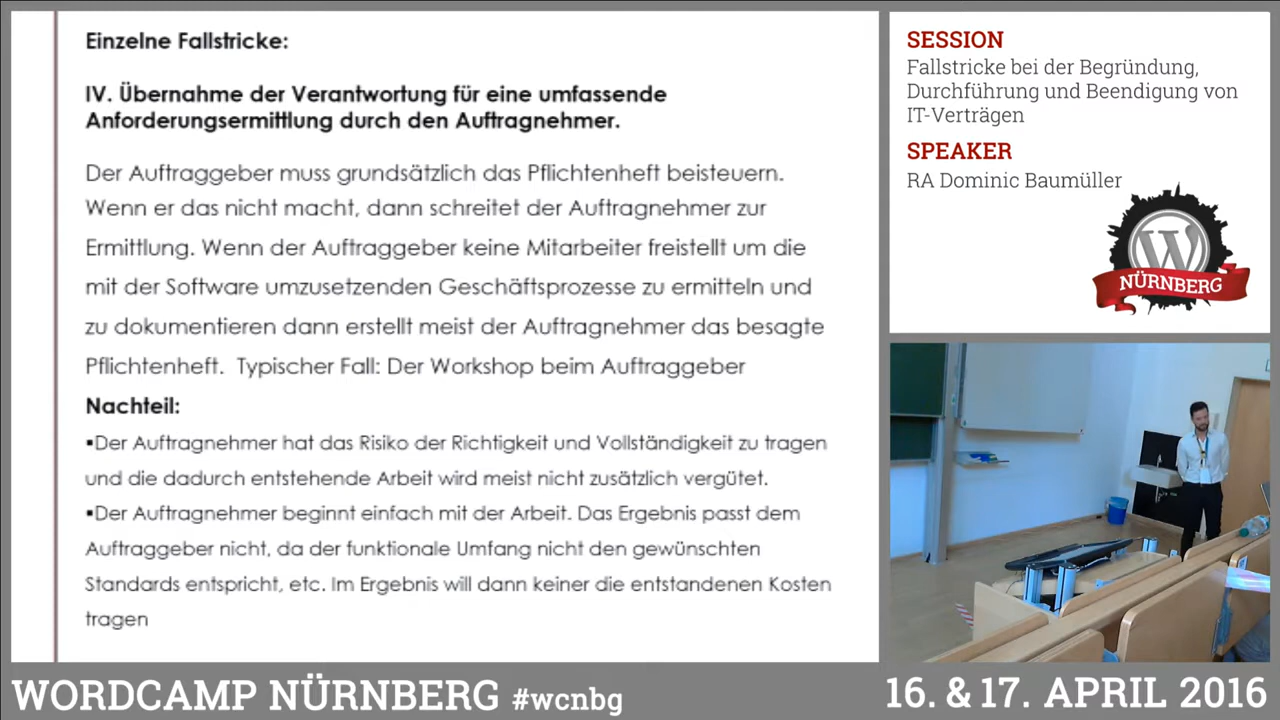 Einzelne Fallstricke:
IV. Übernahme der Verantwortung für eine umfassende
Anforderungsermittlung durch den Auftragnehmer.
Der Auftraggeber muss grundsätzlich das Pflichtenheft beisteuern.
Wenn er das nicht macht, dann schreitet der Auftragnehmer zur
Ermittlung. Wenn der Auftraggeber keine Mitarbeiter freistellt um die
mit der Software umzusetzenden Geschäftsprozesse zu ermitteln und
zu dokumentieren dann erstellt meist der Auftragnehmer das besagte
Pflichtenheft. Typischer Fall: Der Workshop beim Auftraggeber
Nachteil:
▪Der Auftragnehmer hat das Risiko der Richtigkeit und Vollständigkeit zu tragen
und die dadurch entstehende Arbeit wird meist nicht zusätzlich vergütet.
▪Der Auftragnehmer beginnt einfach mit der Arbeit. Das Ergebnis passt dem
Auftraggeber nicht, da der funktionale Umfang nicht den gewünschten
Standards entspricht, etc. Im Ergebnis will dann keiner die entstandenen Kosten
tragen
SESSION
Fallstricke bei der Begründung,
Durchführung und Beendigung von
IT-Verträgen
SPEAKER
RA Dominic Baumüller
W
NÜRNBERG
WORDCAMP NÜRNBERG #wcnbg
16. & 17. APRIL 2016